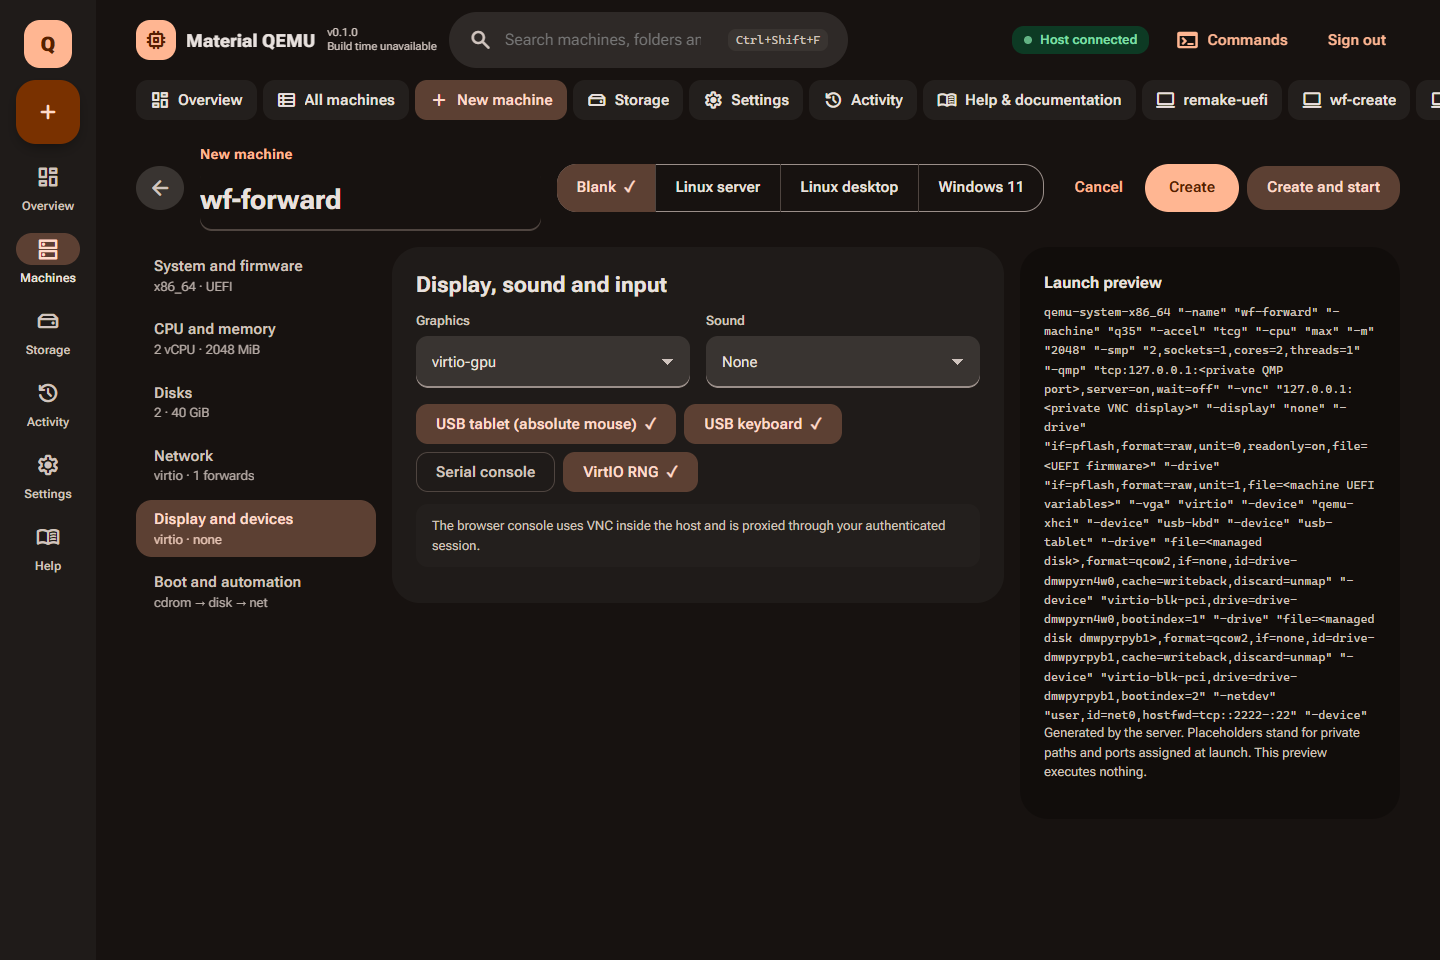 Q
Material QEMU
v0.1.0
Build time unavailable
Search machines, folders an
Ctrl+Shift+F
Host connected
Commands
Sign out
Overview
All machines
New machine
Storage
Settings
Activity
Help & documentation
remake-uefi
wf-create
Overview
Machines
Storage
Activity
Settings
Help
New machine
wf-forward
Blank ✓
Linux server
Linux desktop
Windows 11
Cancel
Create
Create and start
System and firmware
x86_64 · UEFI
CPU and memory
2 vCPU · 2048 MiB
Disks
2 · 40 GiB
Network
virtio · 1 forwards
Display and devices
virtio · none
Boot and automation
cdrom → disk → net
Display, sound and input
Graphics
Sound
virtio-gpu
None
USB tablet (absolute mouse) ✓
USB keyboard ✓
Serial console
VirtIO RNG ✓
The browser console uses VNC inside the host and is proxied through your authenticated
session.
Launch preview
qemu-system-x86_64 "-name" "wf-forward" "-
machine" "q35" "-accel" "tcg" "-cpu" "max" "-m"
"2048" "-smp" "2,sockets=1,cores=2,threads=1"
"-qmp" "tcp:127.0.0.1:<private QMP
port>,server=on,wait=off" "-vnc" "127.0.0.1:
<private VNC display>" "-display" "none" "-
drive"
"if=pflash,format=raw,unit=0,readonly=on,file=
<UEFI firmware>" "-drive"
"if=pflash,format=raw,unit=1,file=<machine UEFI
variables>" "-vga" "virtio" "-device" "qemu-
xhci" "-device" "usb-kbd" "-device" "usb-
tablet" "-drive" "file=<managed
disk>,format=qcow2,if=none,id=drive-
dmwpyrn4w0,cache=writeback,discard=unmap" "-
device" "virtio-blk-pci,drive=drive-
dmwpyrn4w0,bootindex=1" "-drive" "file=<managed
disk dmwpyrpyb1>,format=qcow2,if=none,id=drive-
dmwpyrpyb1,cache=writeback,discard=unmap" "-
device" "virtio-blk-pci,drive=drive-
dmwpyrpyb1,bootindex=2" "-netdev"
"user,id=net0,hostfwd=tcp::2222-:22" "-device"
Generated by the server. Placeholders stand for private
paths and ports assigned at launch. This preview
executes nothing.